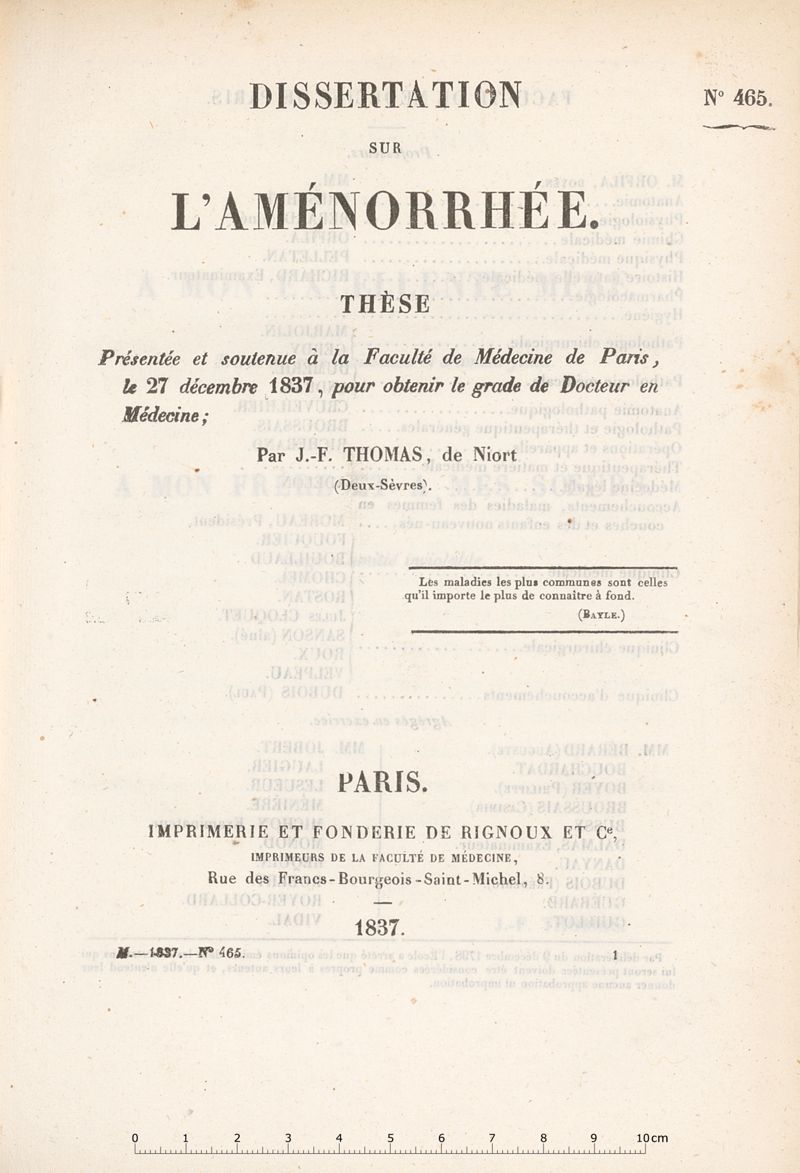 DISSERTATION
N° 465.
SUR
L'AMÉNORRHÉE.
THÈSE
Présentée et soutenue à la Faculté de Médecine de Paris,
le 27 décembre 1837, pour obtenir le grade de Docteur en
Médecine;
Par J.-F. THOMAS, de Niort
(Deux-Sèvres).
Les maladies les plus communes sont celles
qu'il importe le plus de connaitre à fond.
(BAYLE.)
PARIS.
IMPRIMERIE ET FONDERIE DE RIGNOUX ET Ce,
IMPRIMEURS DE LA FACULTÉ DE MÉDECINE,
Rue des Francs-Bourgeois-Saint-Michel, 8.
1837.
M.—1837.—N° 465. 1
0 1 2 3 4 5 6 7 8 9 10 cm